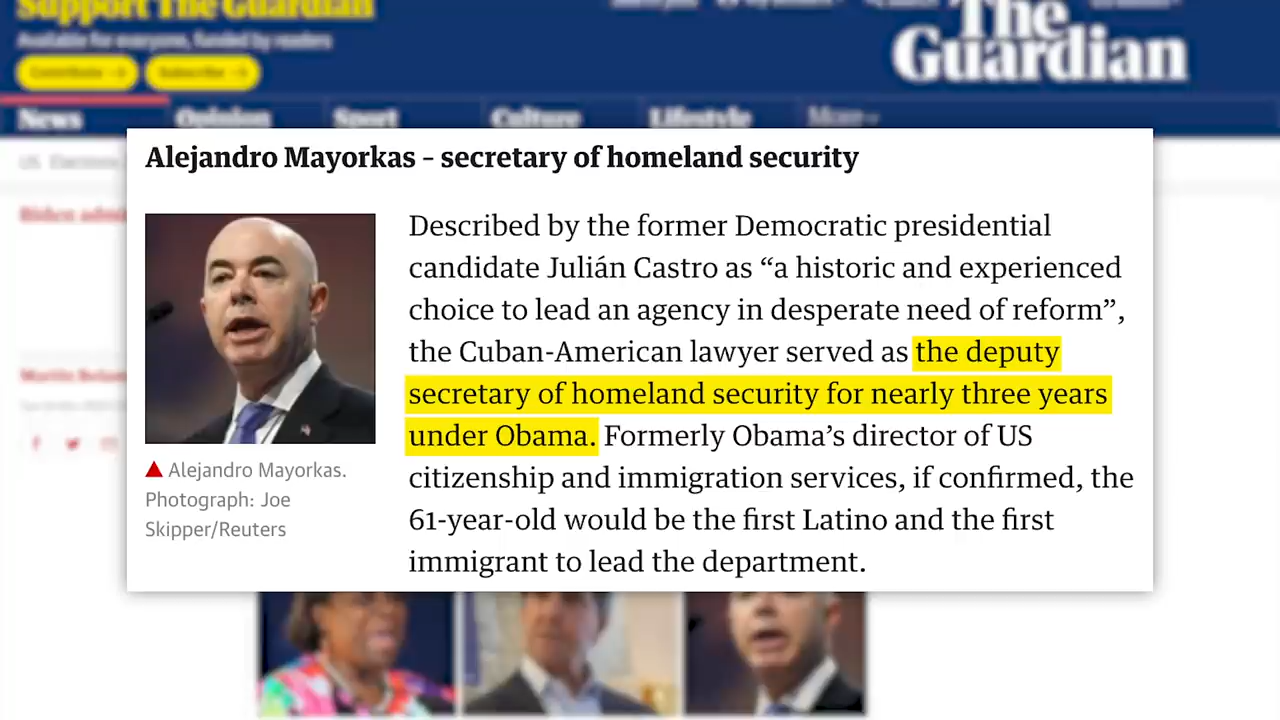 Support The Guardian
Available for everyone, funded by readers
Contribute →
Subscribe →
The
Guardian
News
Opinion
Sport
Culture
Lifestyle
More
Alejandro Mayorkas – secretary of homeland security
Described by the former Democratic presidential
candidate Julián Castro as “a historic and experienced
choice to lead an agency in desperate need of reform”,
the Cuban-American lawyer served as the deputy
secretary of homeland security for nearly three years
under Obama. Formerly Obama’s director of US
citizenship and immigration services, if confirmed, the
61-year-old would be the first Latino and the first
immigrant to lead the department.
Alejandro Mayorkas.
Photograph: Joe
Skipper/Reuters